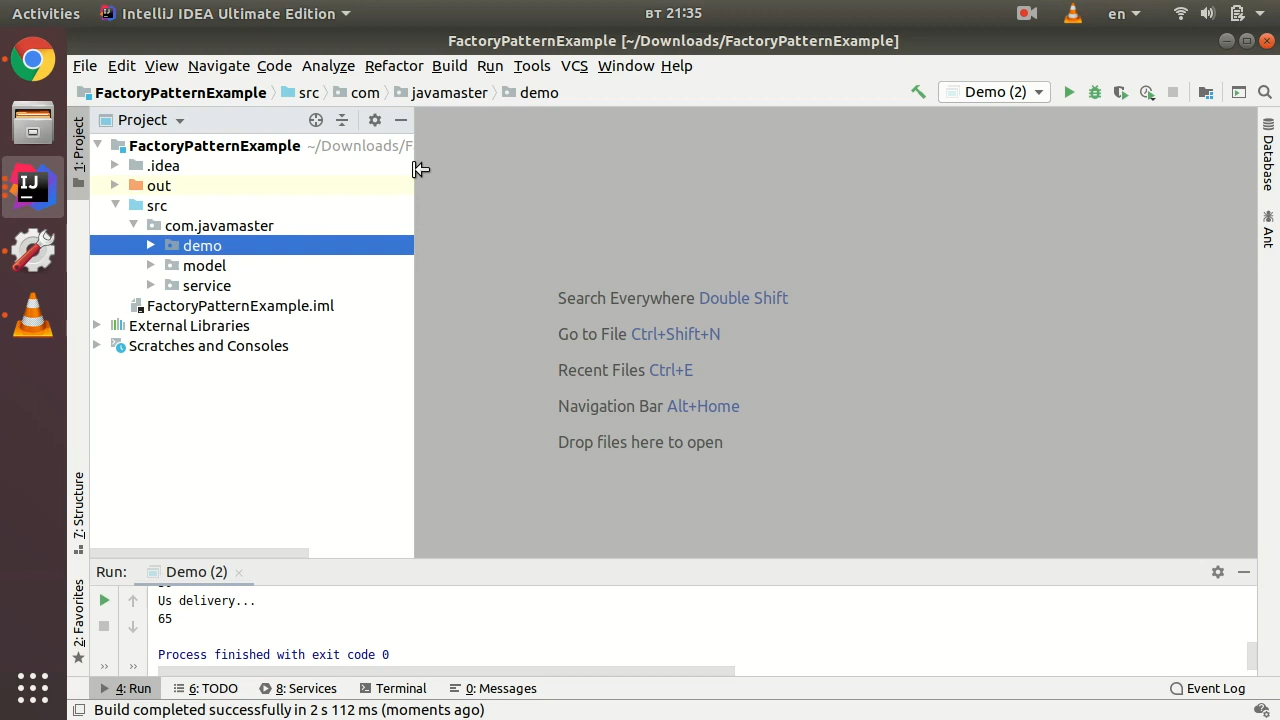 Activities IntelliJ IDEA Ultimate Edition вт 21:35 en
FactoryPatternExample [~/Downloads/FactoryPatternExample]
File Edit View Navigate Code Analyze Refactor Build Run Tools VCS Window Help
FactoryPatternExample src com javamaster demo Demo (2)
1: Project
Project
FactoryPatternExample ~/Downloads/F
.idea
out
src
com.javamaster
demo
model
service
FactoryPatternExample.iml
External Libraries
Scratches and Consoles
Search Everywhere Double Shift
Go to File Ctrl+Shift+N
Recent Files Ctrl+E
Navigation Bar Alt+Home
Drop files here to open
Database
Ant
7: Structure
2: Favorites
Run: Demo (2)
Us delivery...
65
Process finished with exit code 0
4: Run 6: TODO 8: Services Terminal 0: Messages Event Log
Build completed successfully in 2 s 112 ms (moments ago)